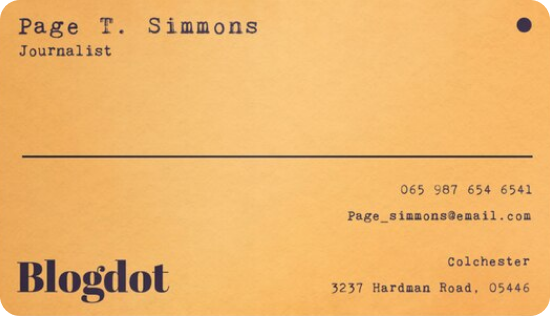 Page T. Simmons
Journalist
065 987 654 6541
Page_simmons@email.com
Colchester
3237 Hardman Road, 05446
Blogdot